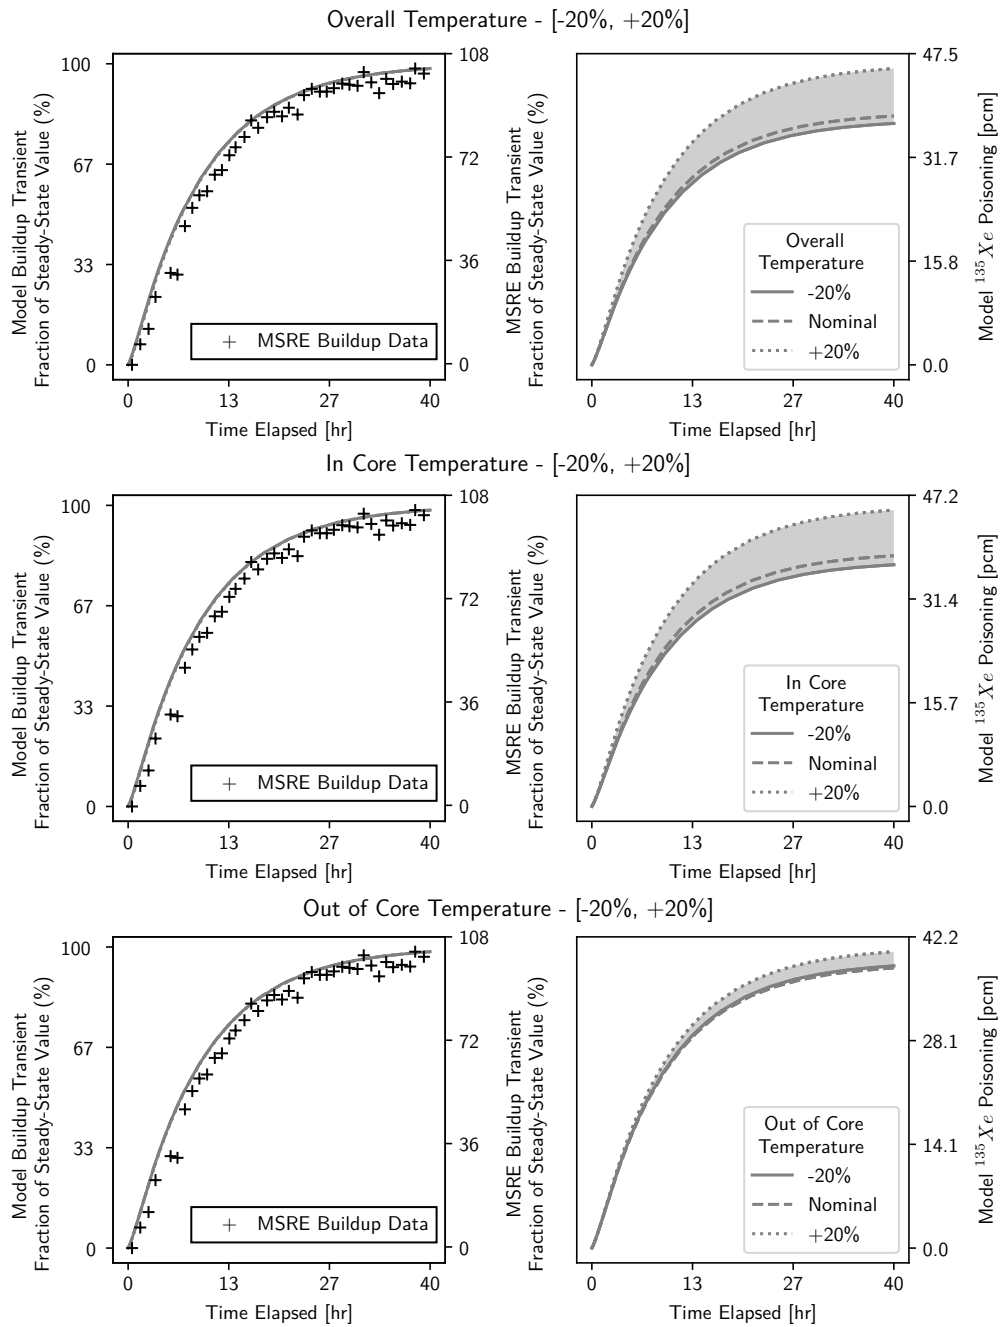 Overall Temperature - [-20%, +20%]
Model Buildup Transient
Fraction of Steady-State Value (%)
100
67
33
0
108
72
36
0
MSRE Buildup Transient
Fraction of Steady-State Value (%)
MSRE Buildup Data
0
13
27
40
Time Elapsed [hr]
47.5
31.7
15.8
0.0
Model ¹³⁵Xe Poisoning [pcm]
Overall
Temperature
-20%
Nominal
+20%
0
13
27
40
Time Elapsed [hr]
In Core Temperature - [-20%, +20%]
Model Buildup Transient
Fraction of Steady-State Value (%)
100
67
33
0
108
72
36
0
MSRE Buildup Transient
Fraction of Steady-State Value (%)
MSRE Buildup Data
0
13
27
40
Time Elapsed [hr]
47.2
31.4
15.7
0.0
Model ¹³⁵Xe Poisoning [pcm]
In Core
Temperature
-20%
Nominal
+20%
0
13
27
40
Time Elapsed [hr]
Out of Core Temperature - [-20%, +20%]
Model Buildup Transient
Fraction of Steady-State Value (%)
100
67
33
0
108
72
36
0
MSRE Buildup Transient
Fraction of Steady-State Value (%)
MSRE Buildup Data
0
13
27
40
Time Elapsed [hr]
42.2
28.1
14.1
0.0
Model ¹³⁵Xe Poisoning [pcm]
Out of Core
Temperature
-20%
Nominal
+20%
0
13
27
40
Time Elapsed [hr]